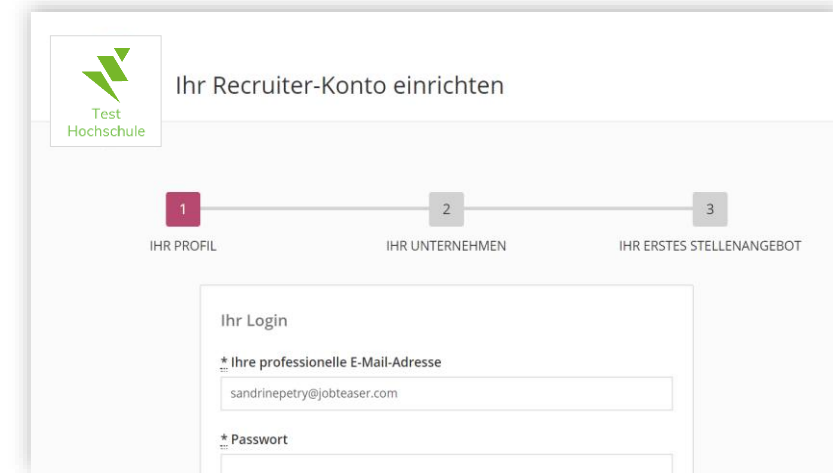 Test
Hochschule
Ihr Recruiter-Konto einrichten
1
2
3
IHR PROFIL
IHR UNTERNEHMEN
IHR ERSTES STELLENANGEBOT
Ihr Login
* Ihre professionelle E-Mail-Adresse
sandrinepetry@jobteaser.com
* Passwort